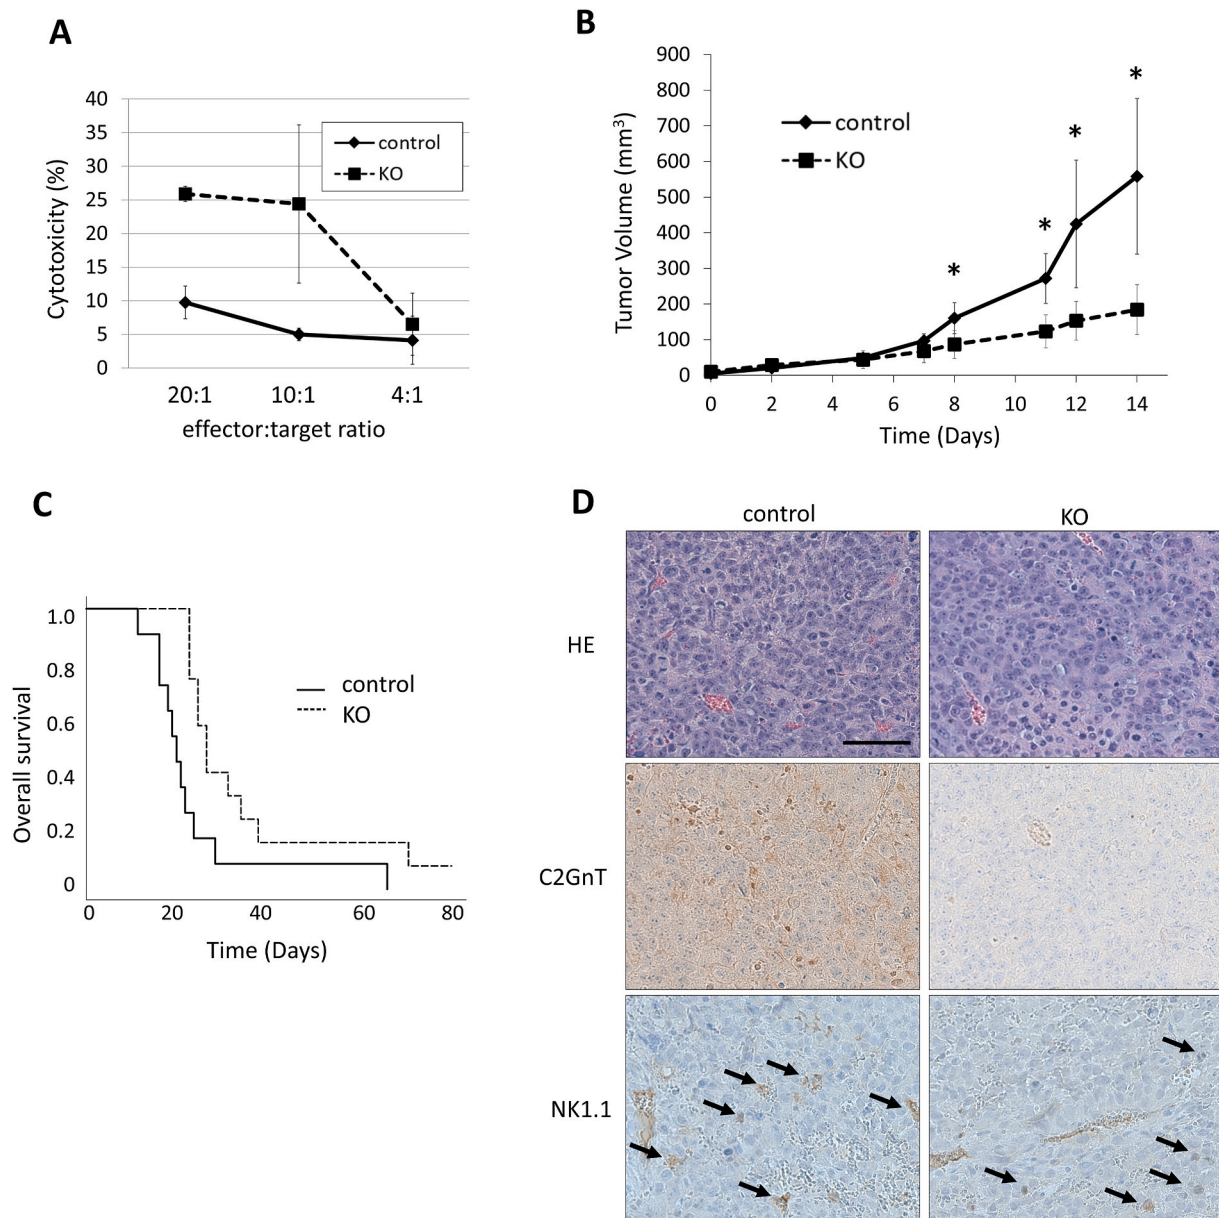 A
40
35
30
25
20
15
10
5
0
Cytotoxicity (%)
control
KO
20:1 10:1 4:1
effector:target ratio
B
900
800
700
600
500
400
300
200
100
0
Tumor Volume (mm³)
control
KO
*
*
*
*
0 2 4 6 8 10 12 14
Time (Days)
C
1.0
0.8
0.6
0.4
0.2
0
Overall survival
control
KO
0 20 40 60 80
Time (Days)
D
control KO
HE
C2GnT
NK1.1